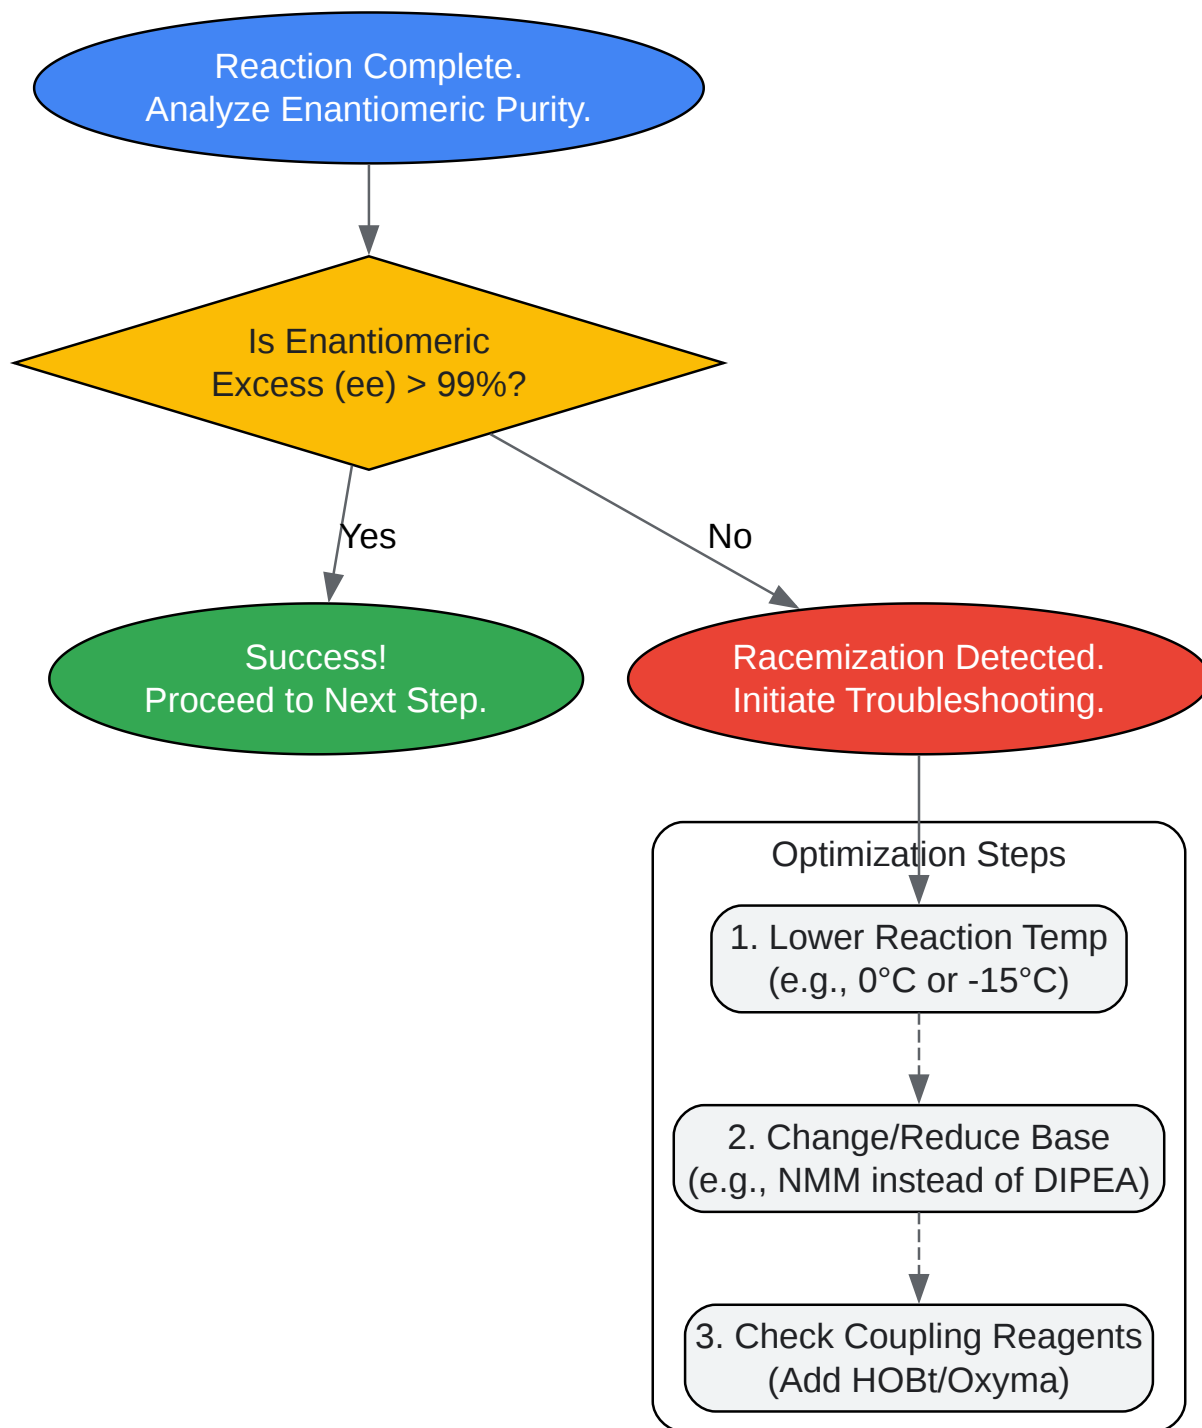 Reaction Complete.
Analyze Enantiomeric Purity.
Is Enantiomeric
Excess (ee) > 99%?
Yes
No
Success!
Proceed to Next Step.
Racemization Detected.
Initiate Troubleshooting.
Optimization Steps
1. Lower Reaction Temp
(e.g., 0°C or -15°C)
2. Change/Reduce Base
(e.g., NMM instead of DIPEA)
3. Check Coupling Reagents
(Add HOBt/Oxyma)